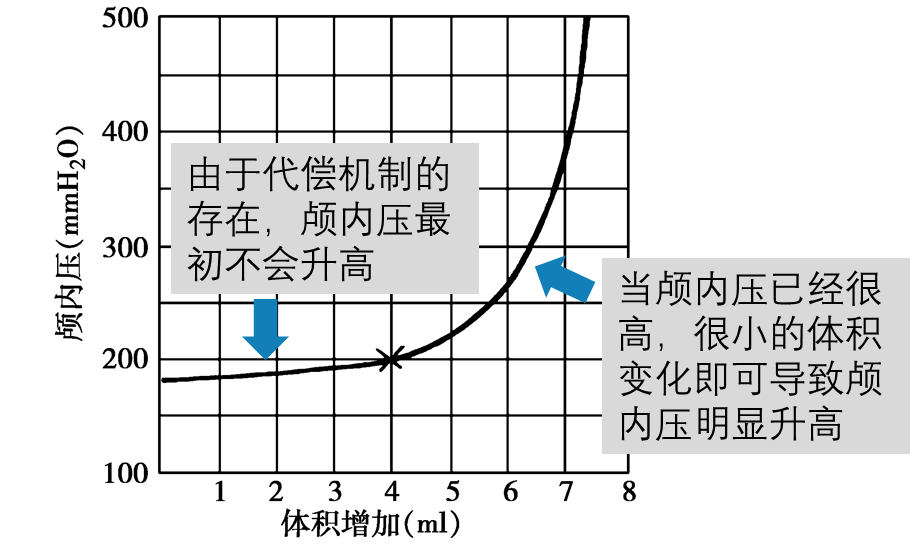 500
400
300
200
100
颅内压(mmH₂O)
由于代偿机制的
存在，颅内压最
初不会升高
当颅内压已经很
高，很小的体积
变化即可导致颅
内压明显升高
1 2 3 4 5 6 7 8
体积增加(ml)